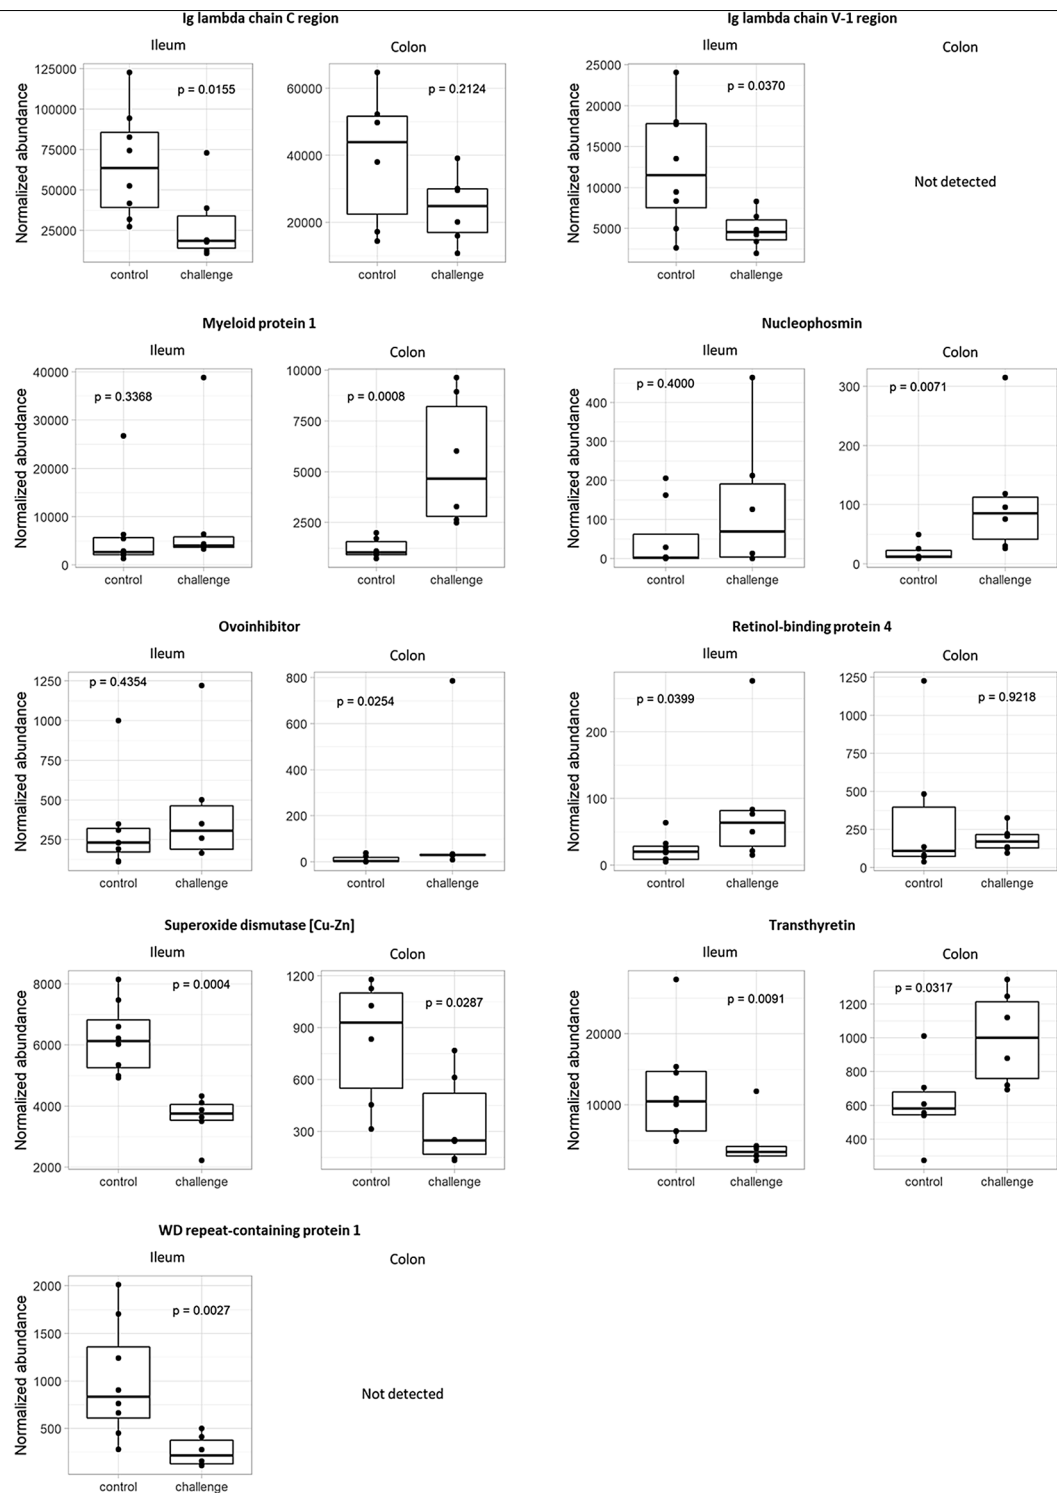 Ig lambda chain C region
Ileum
Colon
Normalized abundance
125000
100000
75000
50000
25000
p = 0.0155
control
challenge
60000
40000
20000
p = 0.2124
control
challenge
Ig lambda chain V-1 region
Ileum
Colon
Normalized abundance
25000
20000
15000
10000
5000
p = 0.0370
control
challenge
Not detected
Myeloid protein 1
Ileum
Colon
Normalized abundance
40000
30000
20000
10000
0
p = 0.3368
control
challenge
10000
7500
5000
2500
p = 0.0008
control
challenge
Nucleophosmin
Ileum
Colon
Normalized abundance
400
300
200
100
0
p = 0.4000
control
challenge
300
200
100
0
p = 0.0071
control
challenge
Ovoinhibitor
Ileum
Colon
Normalized abundance
1250
1000
750
500
250
p = 0.4354
control
challenge
800
600
400
200
0
p = 0.0254
control
challenge
Retinol-binding protein 4
Ileum
Colon
Normalized abundance
200
100
0
p = 0.0399
control
challenge
1250
1000
750
500
250
0
p = 0.9218
control
challenge
Superoxide dismutase [Cu-Zn]
Ileum
Colon
Normalized abundance
8000
6000
4000
2000
p = 0.0004
control
challenge
1200
900
600
300
p = 0.0287
control
challenge
Transthyretin
Ileum
Colon
Normalized abundance
20000
10000
p = 0.0091
control
challenge
1200
1000
800
600
400
p = 0.0317
control
challenge
WD repeat-containing protein 1
Ileum
Colon
Normalized abundance
2000
1500
1000
500
p = 0.0027
control
challenge
Not detected